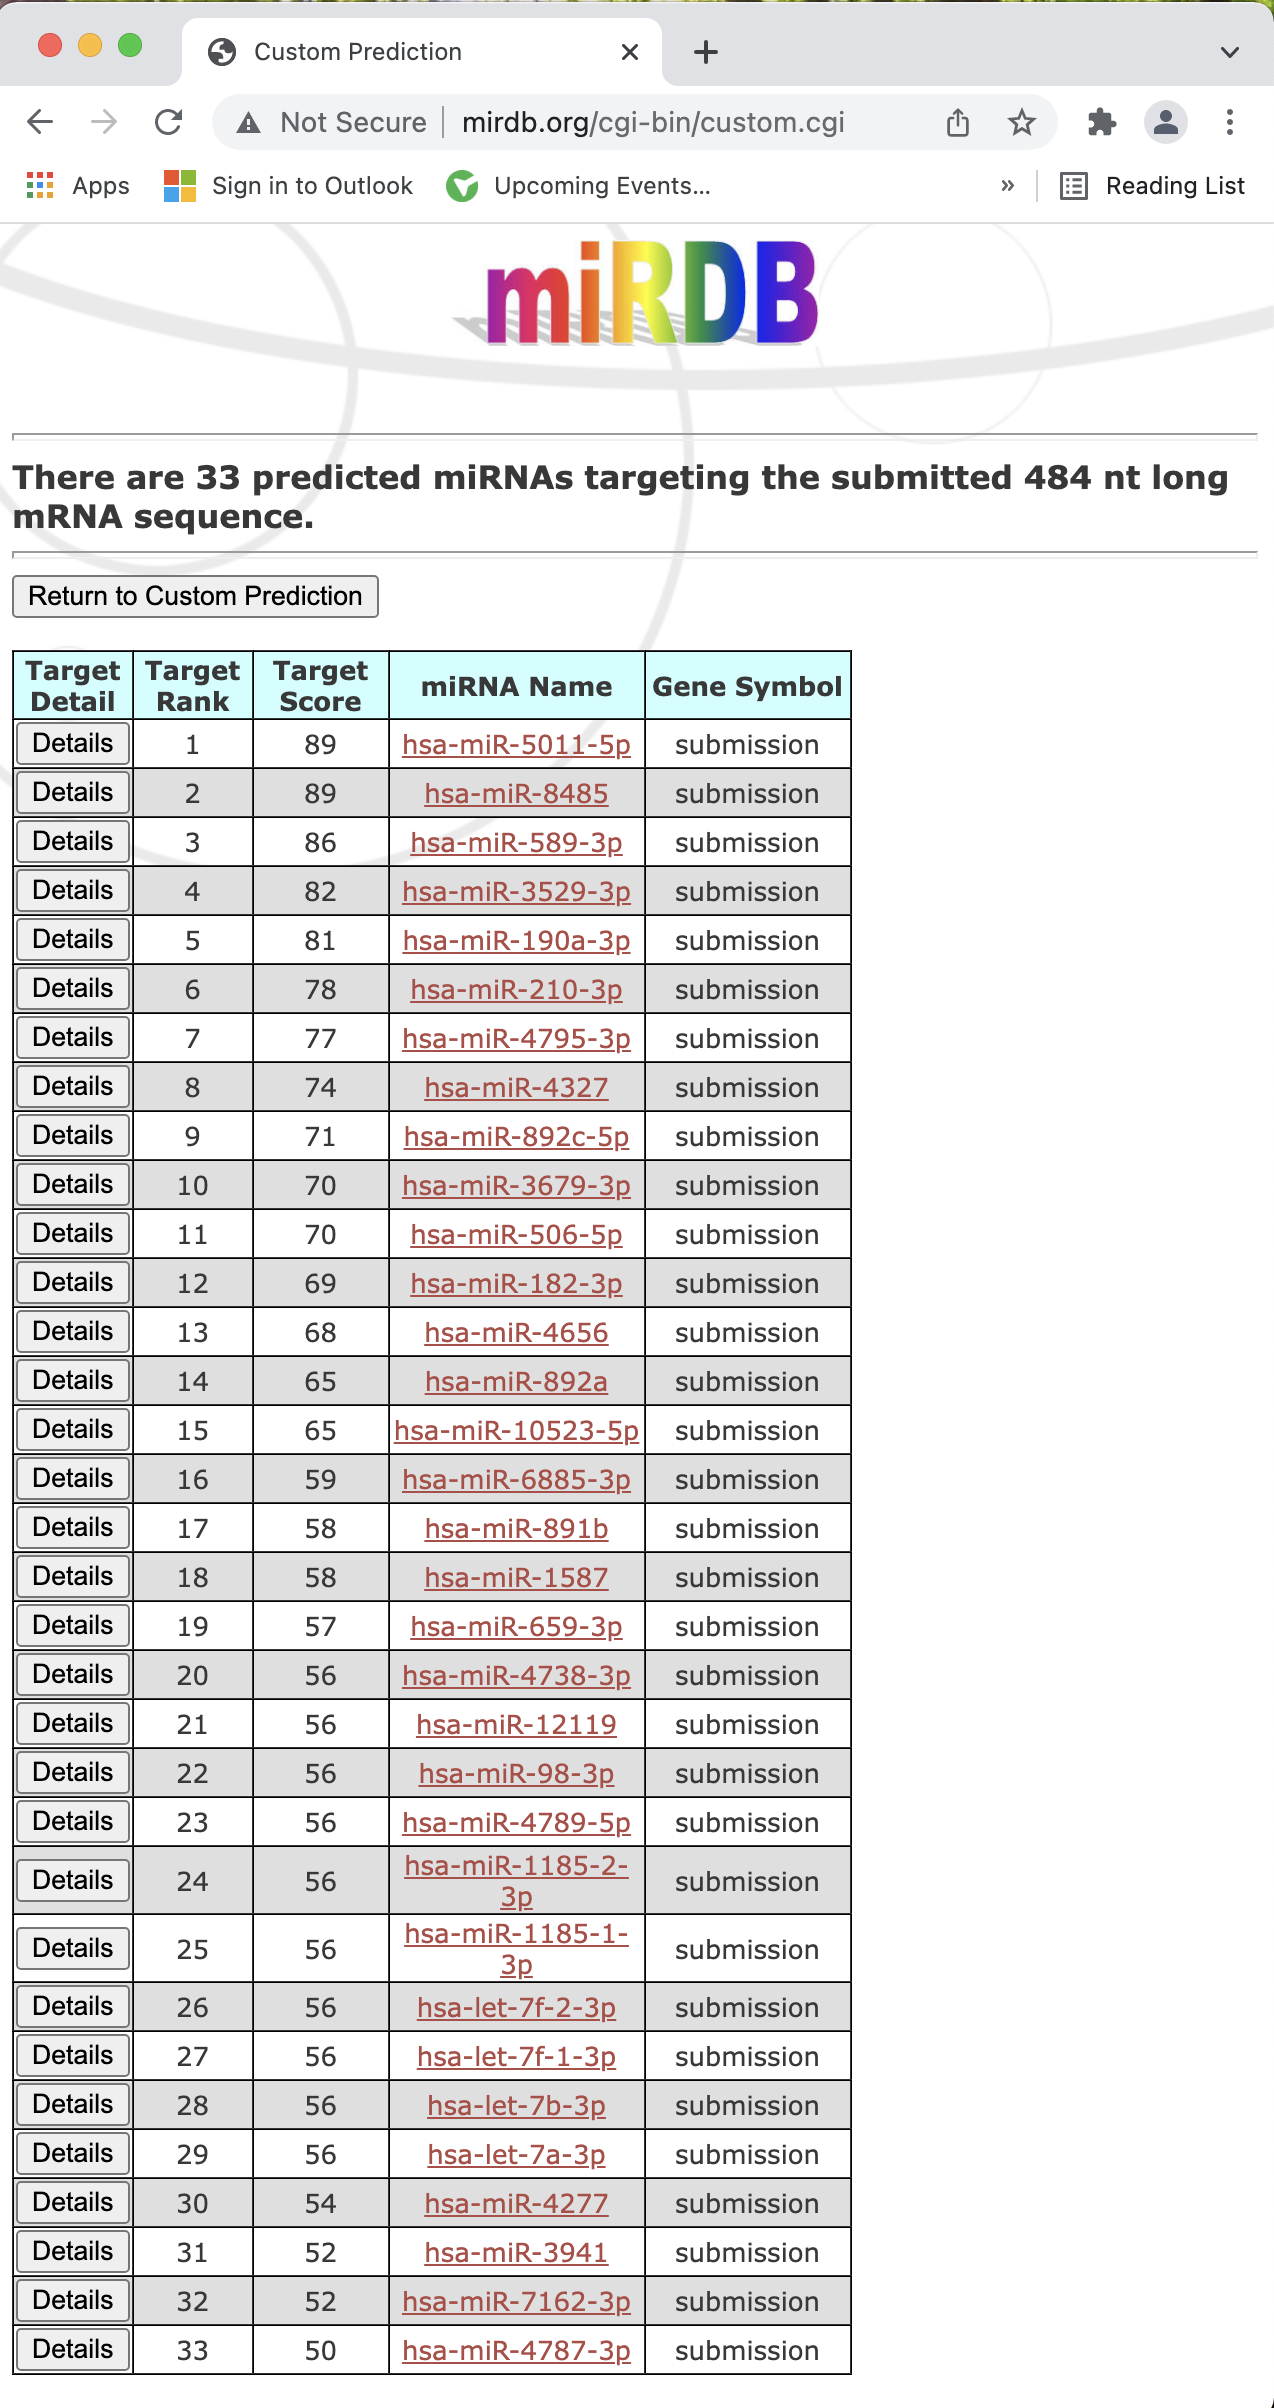 Custom Prediction
Not Secure mirdb.org/cgi-bin/custom.cgi
Apps Sign in to Outlook Upcoming Events... » Reading List
miRDB
There are 33 predicted miRNAs targeting the submitted 484 nt long
mRNA sequence.
Return to Custom Prediction
Target Detail Target Rank Target Score miRNA Name Gene Symbol
Details 1 89 hsa-miR-5011-5p submission
Details 2 89 hsa-miR-8485 submission
Details 3 86 hsa-miR-589-3p submission
Details 4 82 hsa-miR-3529-3p submission
Details 5 81 hsa-miR-190a-3p submission
Details 6 78 hsa-miR-210-3p submission
Details 7 77 hsa-miR-4795-3p submission
Details 8 74 hsa-miR-4327 submission
Details 9 71 hsa-miR-892c-5p submission
Details 10 70 hsa-miR-3679-3p submission
Details 11 70 hsa-miR-506-5p submission
Details 12 69 hsa-miR-182-3p submission
Details 13 68 hsa-miR-4656 submission
Details 14 65 hsa-miR-892a submission
Details 15 65 hsa-miR-10523-5p submission
Details 16 59 hsa-miR-6885-3p submission
Details 17 58 hsa-miR-891b submission
Details 18 58 hsa-miR-1587 submission
Details 19 57 hsa-miR-659-3p submission
Details 20 56 hsa-miR-4738-3p submission
Details 21 56 hsa-miR-12119 submission
Details 22 56 hsa-miR-98-3p submission
Details 23 56 hsa-miR-4789-5p submission
Details 24 56 hsa-miR-1185-2-3p submission
Details 25 56 hsa-miR-1185-1-3p submission
Details 26 56 hsa-let-7f-2-3p submission
Details 27 56 hsa-let-7f-1-3p submission
Details 28 56 hsa-let-7b-3p submission
Details 29 56 hsa-let-7a-3p submission
Details 30 54 hsa-miR-4277 submission
Details 31 52 hsa-miR-3941 submission
Details 32 52 hsa-miR-7162-3p submission
Details 33 50 hsa-miR-4787-3p submission